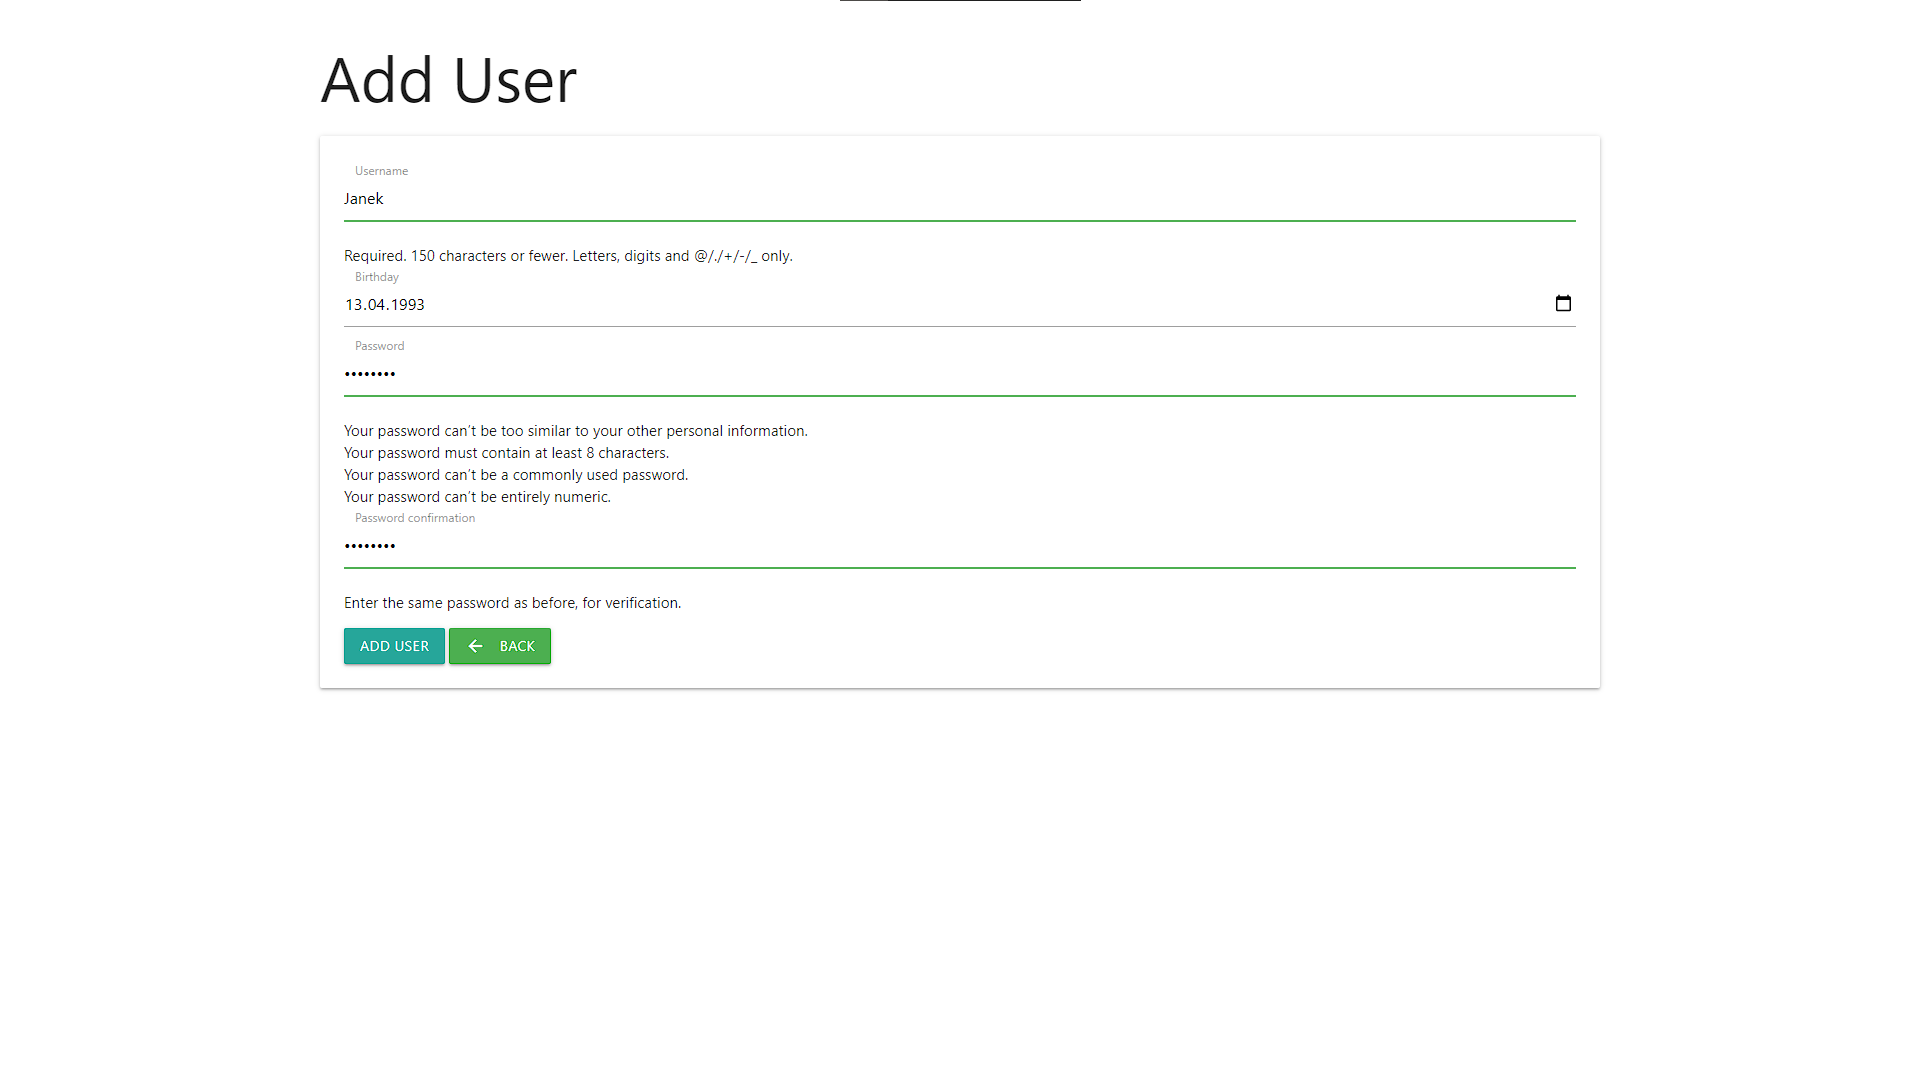 Add User
Username
Janek
Required. 150 characters or fewer. Letters, digits and @/./+/-/_ only.
Birthday
13.04.1993
Password
••••••••
Your password can’t be too similar to your other personal information.
Your password must contain at least 8 characters.
Your password can’t be a commonly used password.
Your password can’t be entirely numeric.
Password confirmation
••••••••
Enter the same password as before, for verification.
ADD USER
BACK